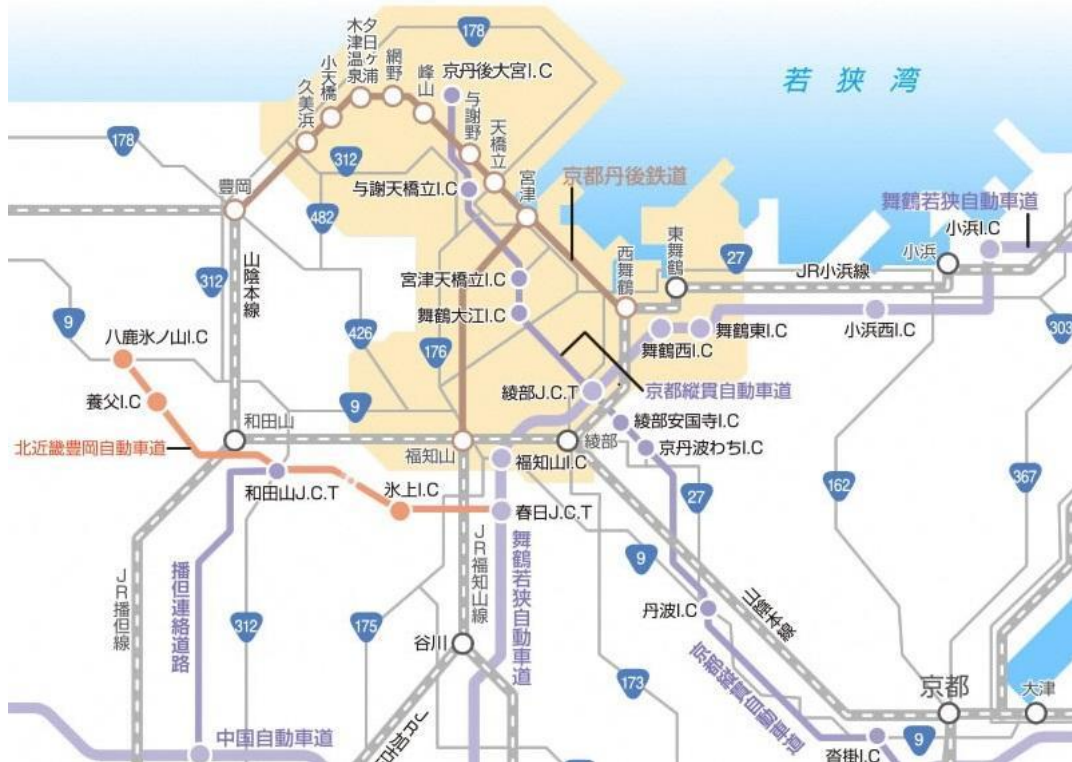 夕日ヶ浦
木津温泉
網野
小天橋
久美浜
峰山
178
京丹後大宮I.C
与謝野
天橋立
宮津
若狭湾
178
312
与謝天橋立I.C
京都丹後鉄道
舞鶴若狭自動車道
豊岡
482
西舞鶴
東舞鶴
27
小浜
小浜I.C
JR小浜線
312
山陰本線
宮津天橋立I.C
9
舞鶴大江I.C
426
176
舞鶴西I.C
舞鶴東I.C
小浜西I.C
303
八鹿氷ノ山I.C
養父I.C
9
綾部J.C.T
京都縦貫自動車道
和田山
綾部安国寺I.C
北近畿豊岡自動車道
福知山
福知山I.C
綾部
京丹波わちI.C
和田山J.C.T
氷上I.C
春日J.C.T
27
162
367
JR播但線
播但連絡道路
JR福知山線
舞鶴若狭自動車道
9
山陰本線
312
175
谷川
丹波I.C
173
京都縦貫自動車道
京都
大津
中国自動車道
沓掛I.C
9